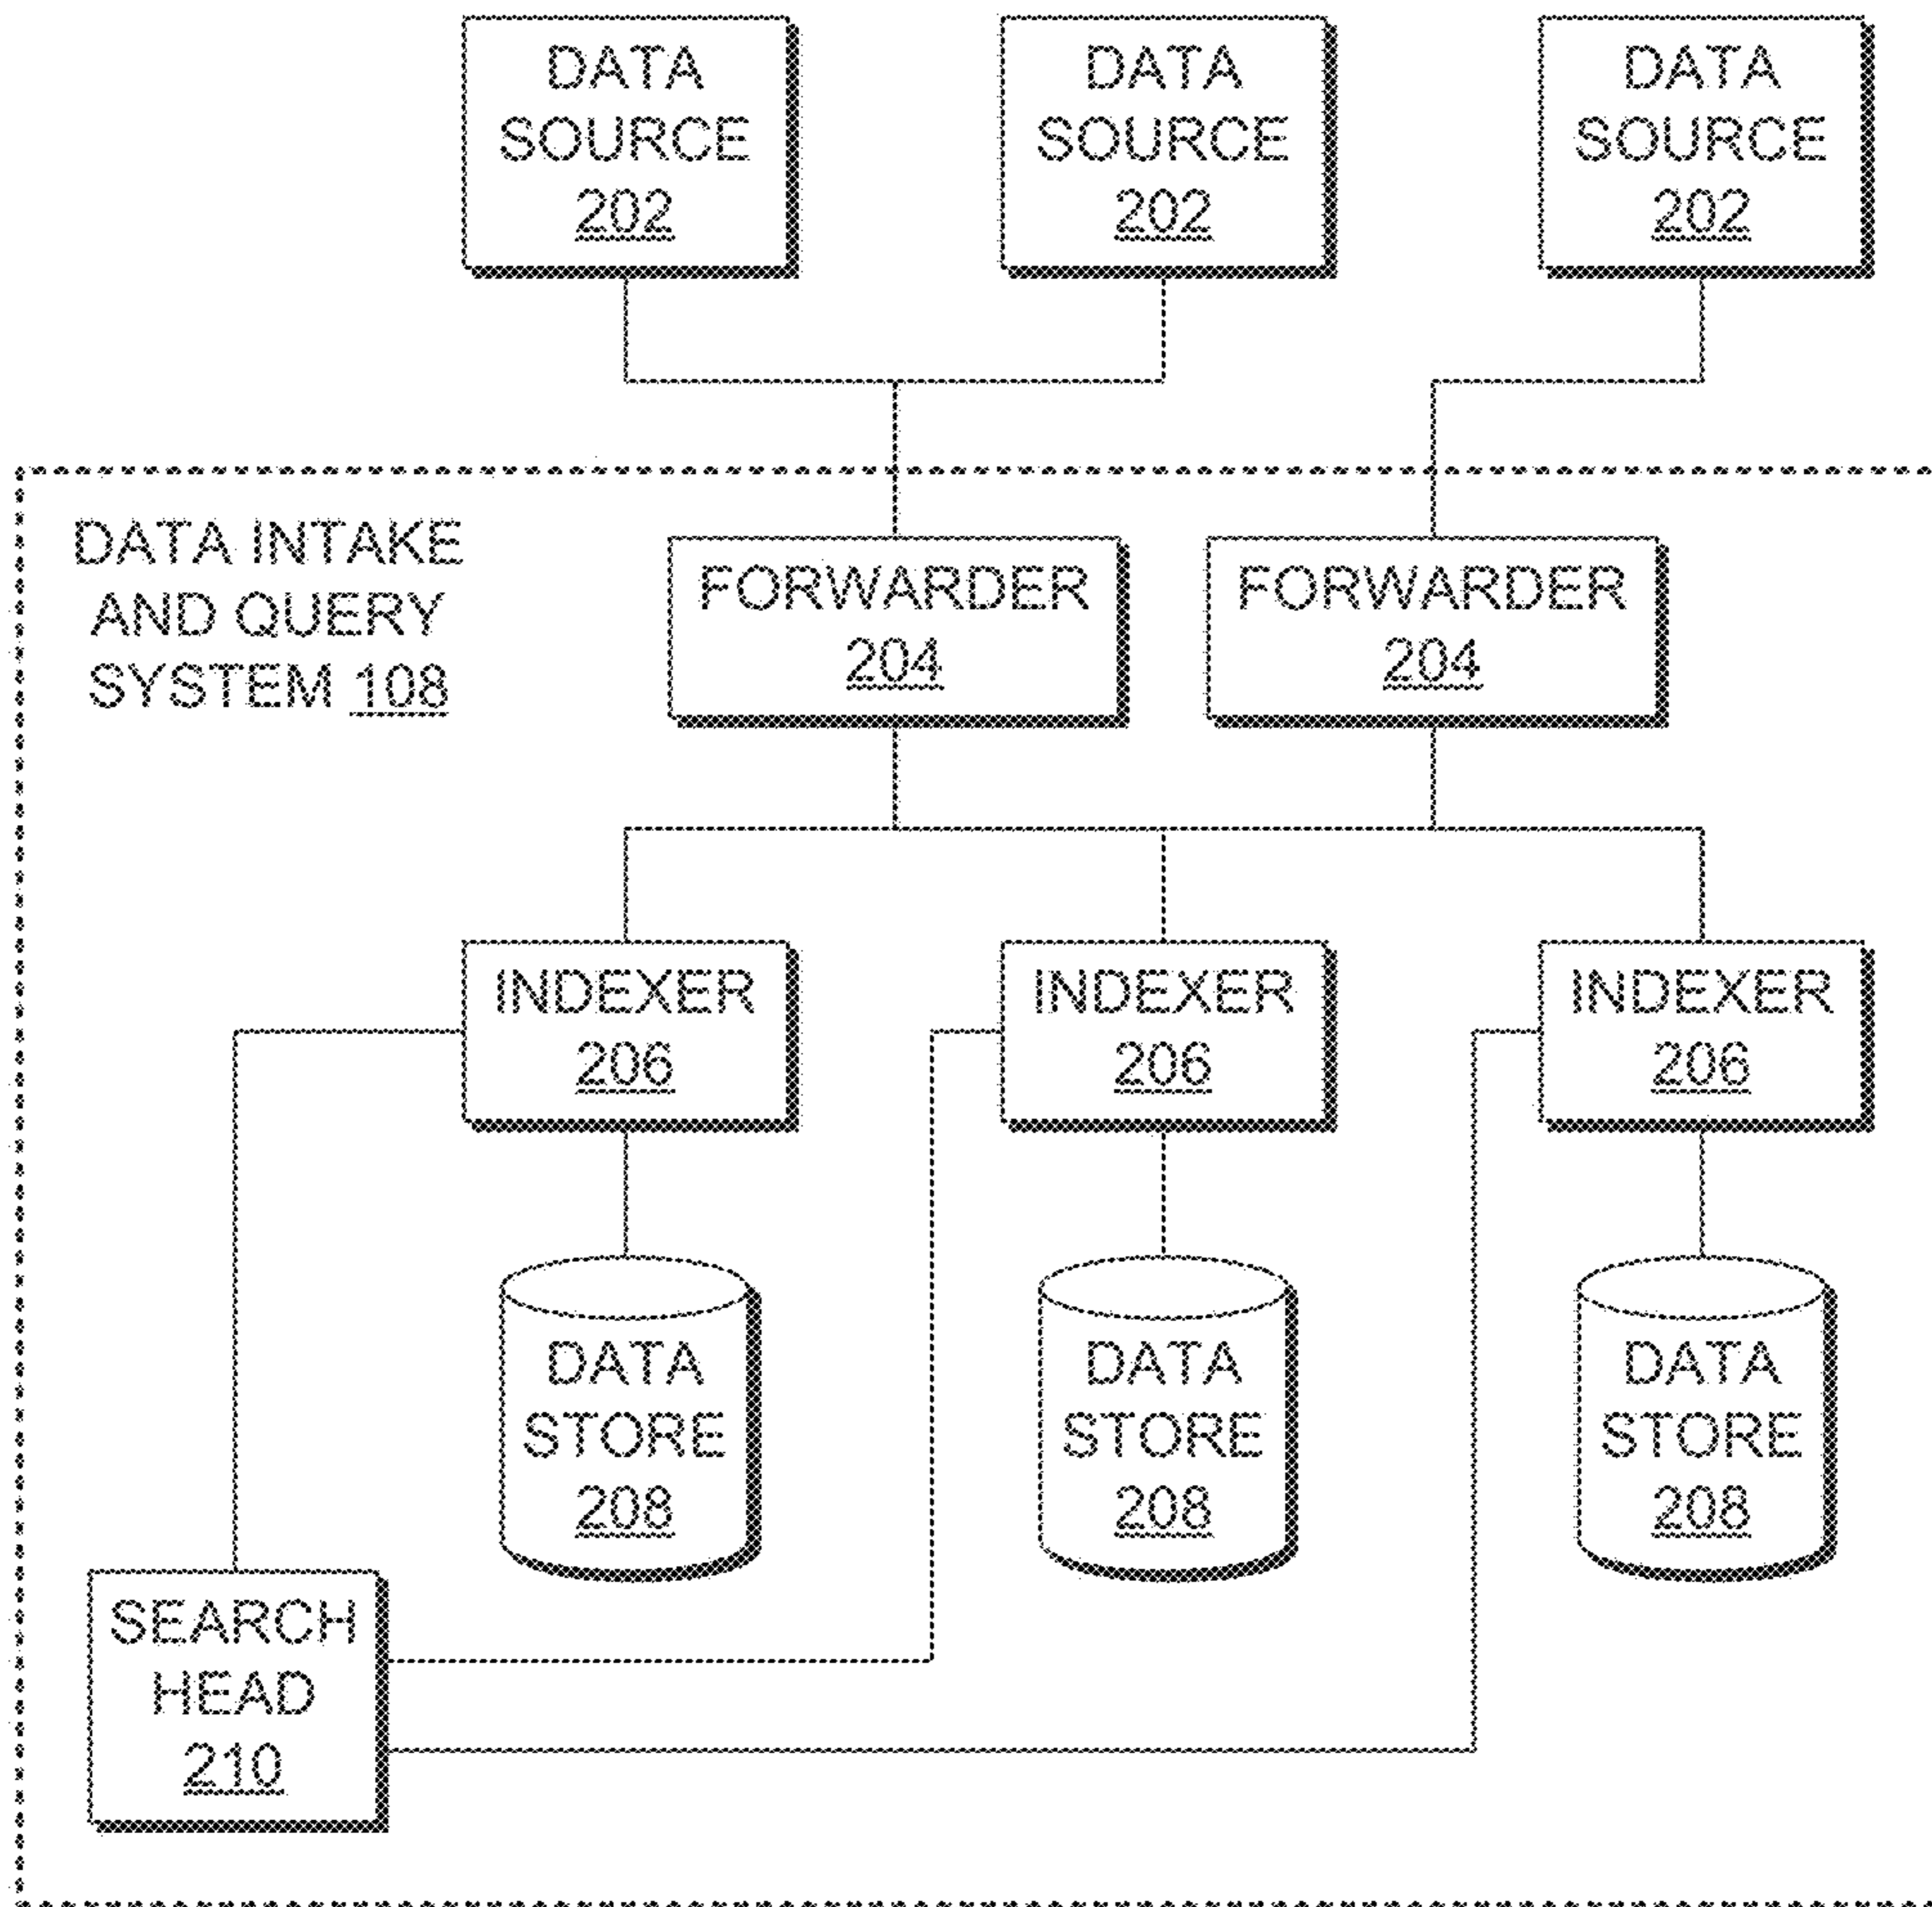 DATA
SOURCE
202
DATA
SOURCE
202
DATA
SOURCE
202
DATA INTAKE
AND QUERY
SYSTEM 108
FORWARDER
204
FORWARDER
204
INDEXER
206
INDEXER
206
INDEXER
206
DATA
STORE
208
DATA
STORE
208
DATA
STORE
208
SEARCH
HEAD
210